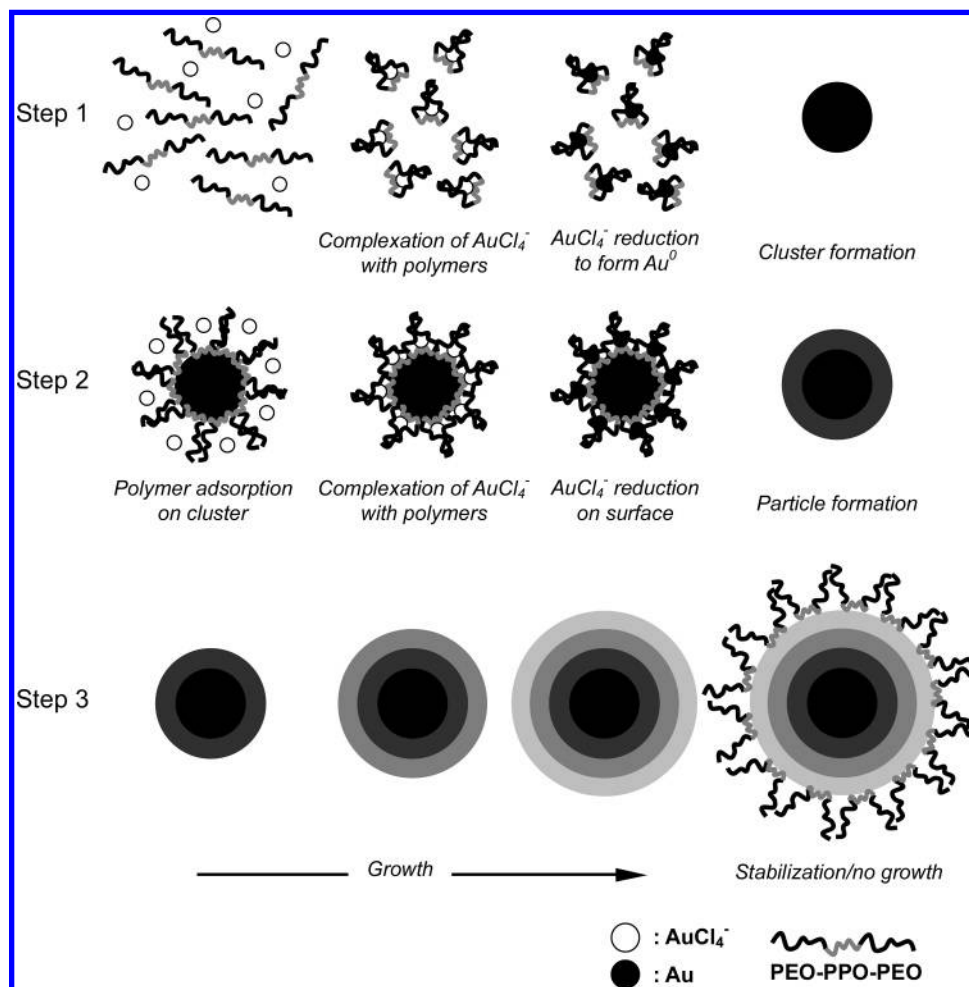 Step 1
Complexation of AuCl₄⁻
with polymers
AuCl₄⁻ reduction
to form Au⁰
Cluster formation
Step 2
Polymer adsorption
on cluster
Complexation of AuCl₄⁻
with polymers
AuCl₄⁻ reduction
on surface
Particle formation
Step 3
Growth
Stabilization/no growth
: AuCl₄⁻
: Au
PEO-PPO-PEO